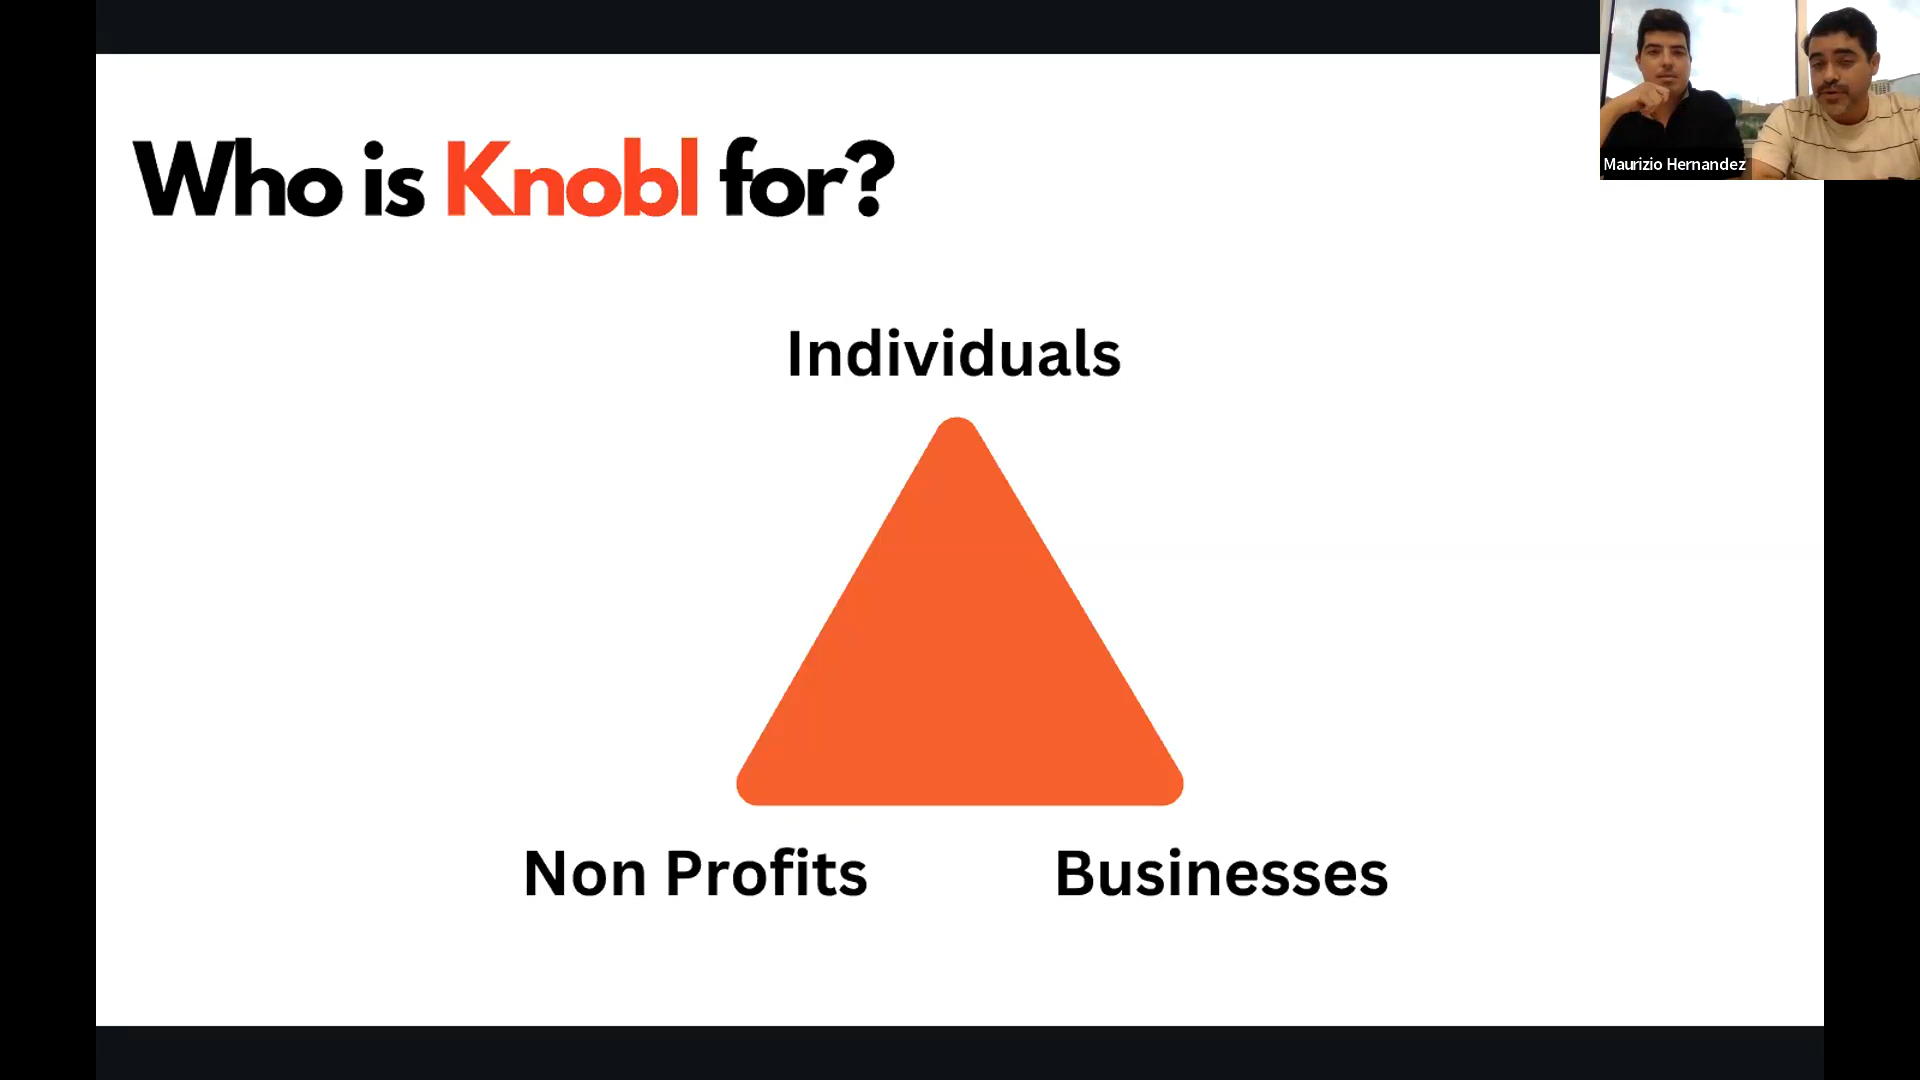 Who is Knobl for?
Maurizio Hernandez
Individuals
Non Profits
Businesses